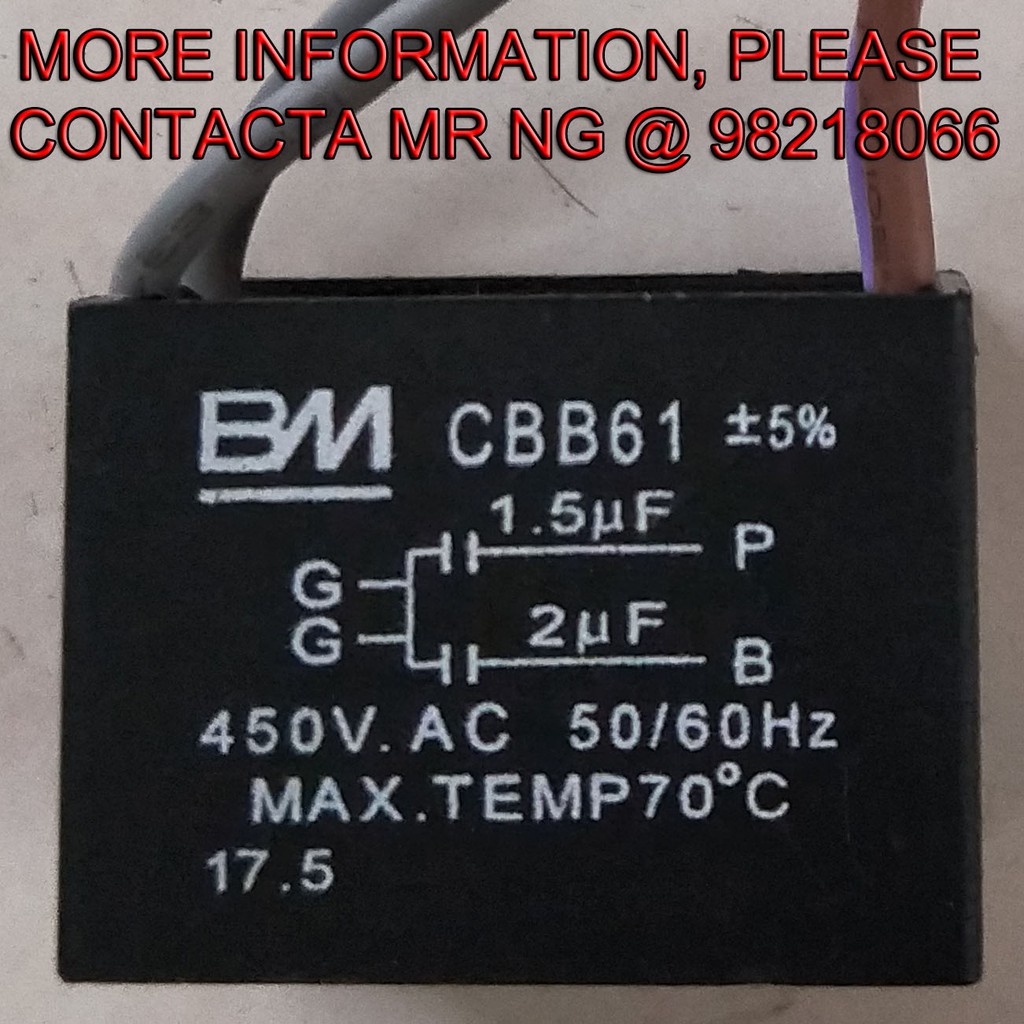 MORE INFORMATION, PLEASE
CONTACTA MR NG @ 98218066
BM CBB61 ±5%
1.5μF P
G
G
2μF B
450V.AC 50/60Hz
MAX.TEMP70°C
17.5